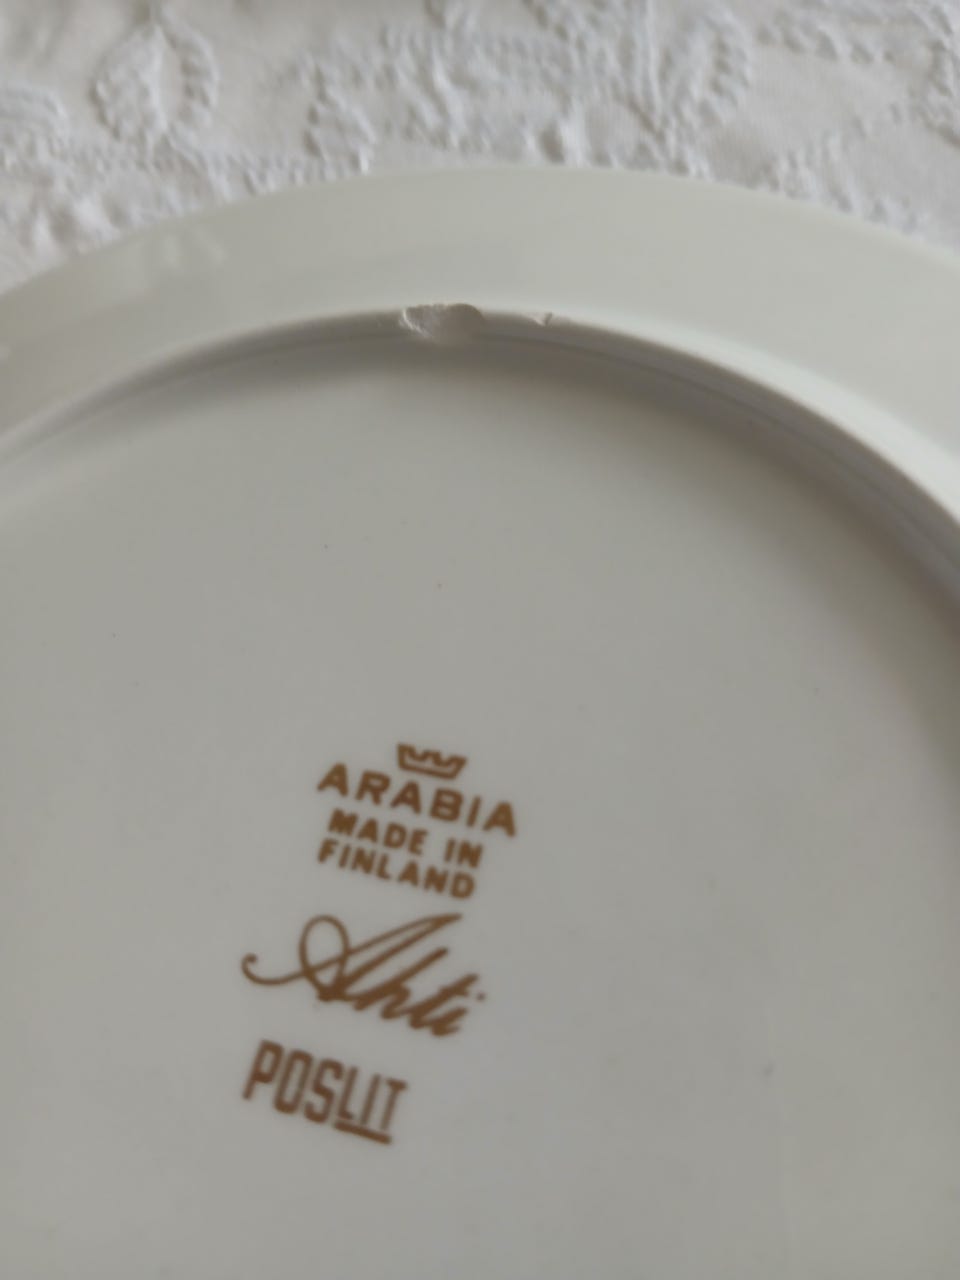 ARABIA
MADE IN
FINLAND
Ahti
POSLIT